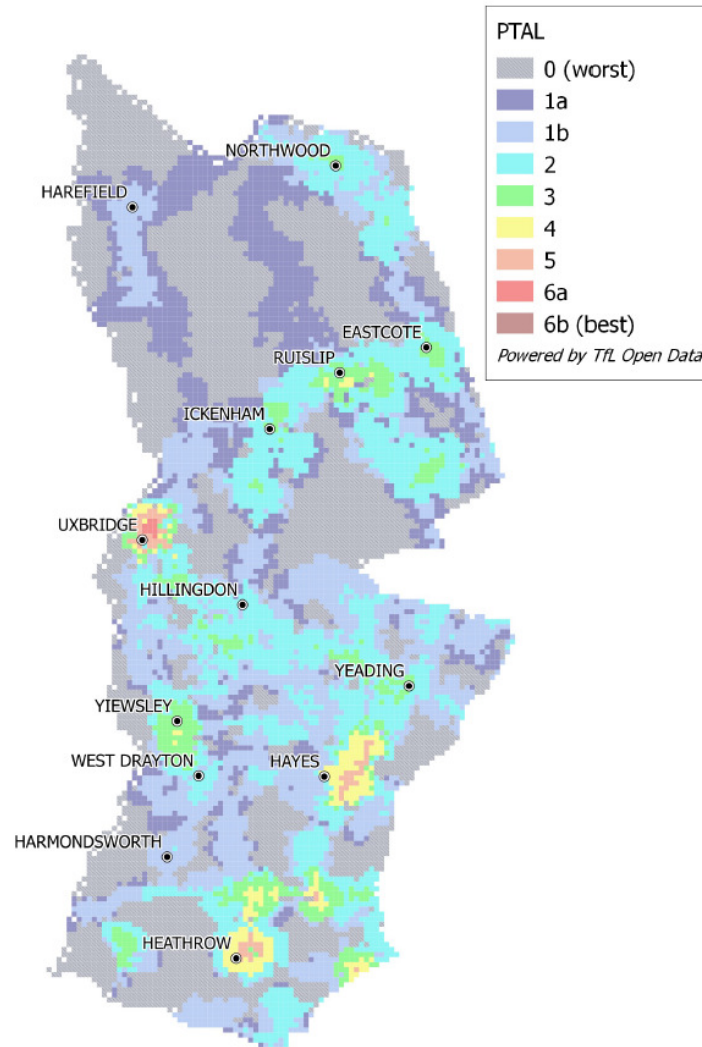 PTAL
0 (worst)
1a
1b
2
3
4
5
6a
6b (best)
Powered by TfL Open Data
NORTHWOOD
HAREFIELD
EASTCOTE
RUISLIP
ICKENHAM
UXBRIDGE
HILLINGDON
YEADING
YIEWSLEY
WEST DRAYTON
HAYES
HARMONDSWORTH
HEATHROW